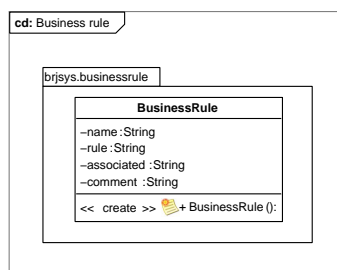 cd: Business rule
brjsys.businessrule
BusinessRule
−name :String
−rule :String
−associated :String
−comment :String
<< create >> + BusinessRule ():